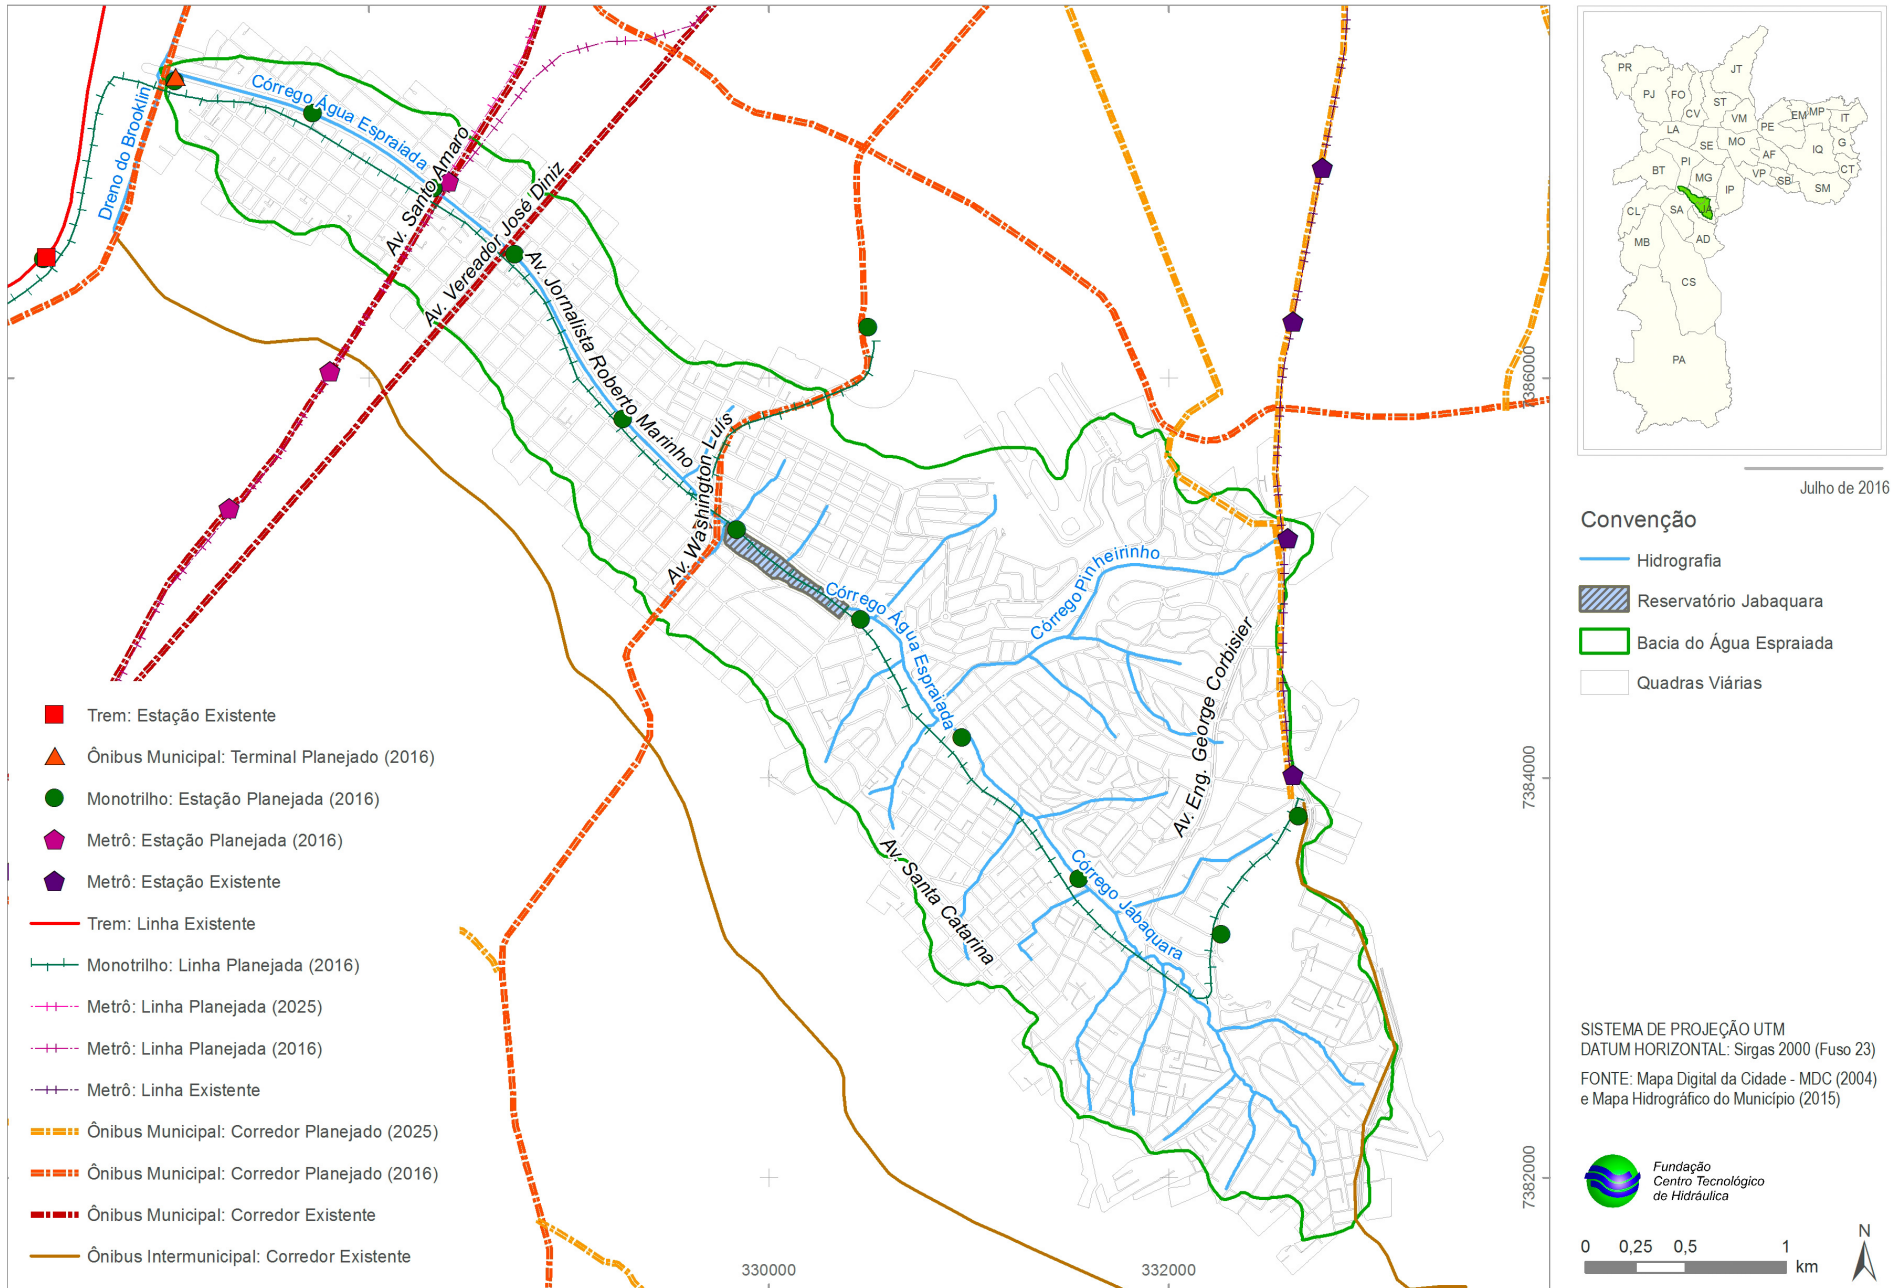 Córrego Água Espraiada
Dreno do Brooklin
Av. Santo Amaro
Av. Vereador José Diniz
Av. Jornalista Roberto Marinho
Av. Washington Luís
Córrego Água Espraiada
Córrego Pinheirinho
Av. Eng. George Corbisier
Av. Santa Catarina
Córrego Jabaquara
7386000
7384000
7382000
330000
332000
Trem: Estação Existente
Ônibus Municipal: Terminal Planejado (2016)
Monotrilho: Estação Planejada (2016)
Metrô: Estação Planejada (2016)
Metrô: Estação Existente
Trem: Linha Existente
Monotrilho: Linha Planejada (2016)
Metrô: Linha Planejada (2025)
Metrô: Linha Planejada (2016)
Metrô: Linha Existente
Ônibus Municipal: Corredor Planejado (2025)
Ônibus Municipal: Corredor Planejado (2016)
Ônibus Municipal: Corredor Existente
Ônibus Intermunicipal: Corredor Existente
PR
JT
PJ
FO
CV
ST
VM
PE
EM
MP
IT
LA
SE
MO
AF
IQ
G
CT
BT
PI
MG
IP
VP
SB
SM
CL
SA
JA
MB
AD
CS
PA
Julho de 2016
Convenção
Hidrografia
Reservatório Jabaquara
Bacia do Água Espraiada
Quadras Viárias
SISTEMA DE PROJEÇÃO UTM
DATUM HORIZONTAL: Sirgas 2000 (Fuso 23)
FONTE: Mapa Digital da Cidade - MDC (2004)
e Mapa Hidrográfico do Município (2015)
Fundação
Centro Tecnológico
de Hidráulica
0 0,25 0,5 1
km
N